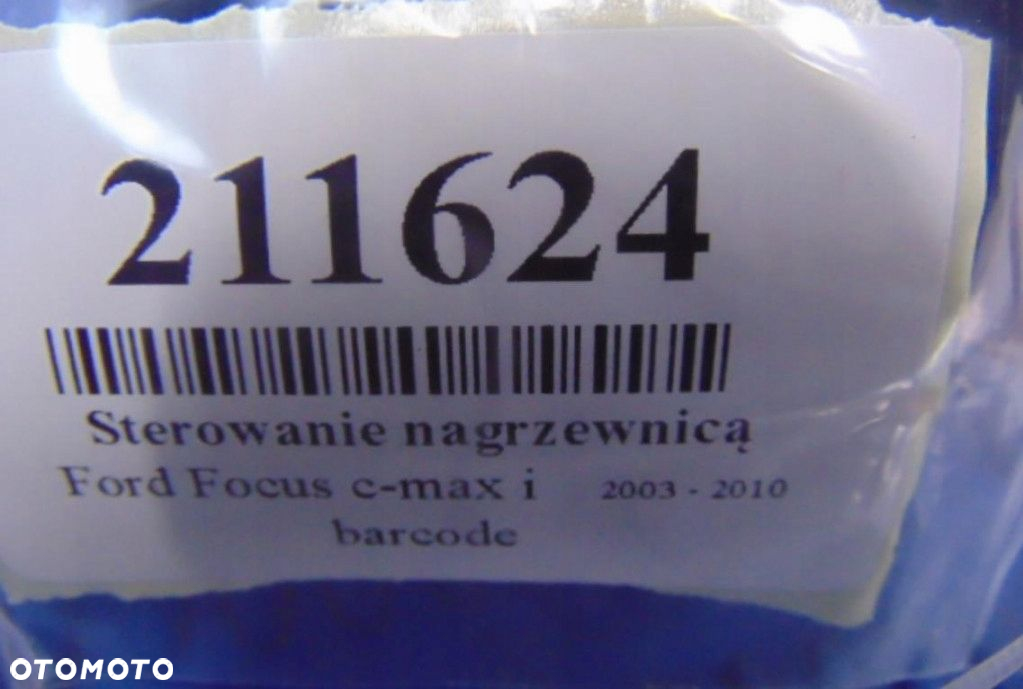 211624
Sterowanie nagrzewnicą
Ford Focus c-max i 2003 - 2010
barcode
OTOMOTO